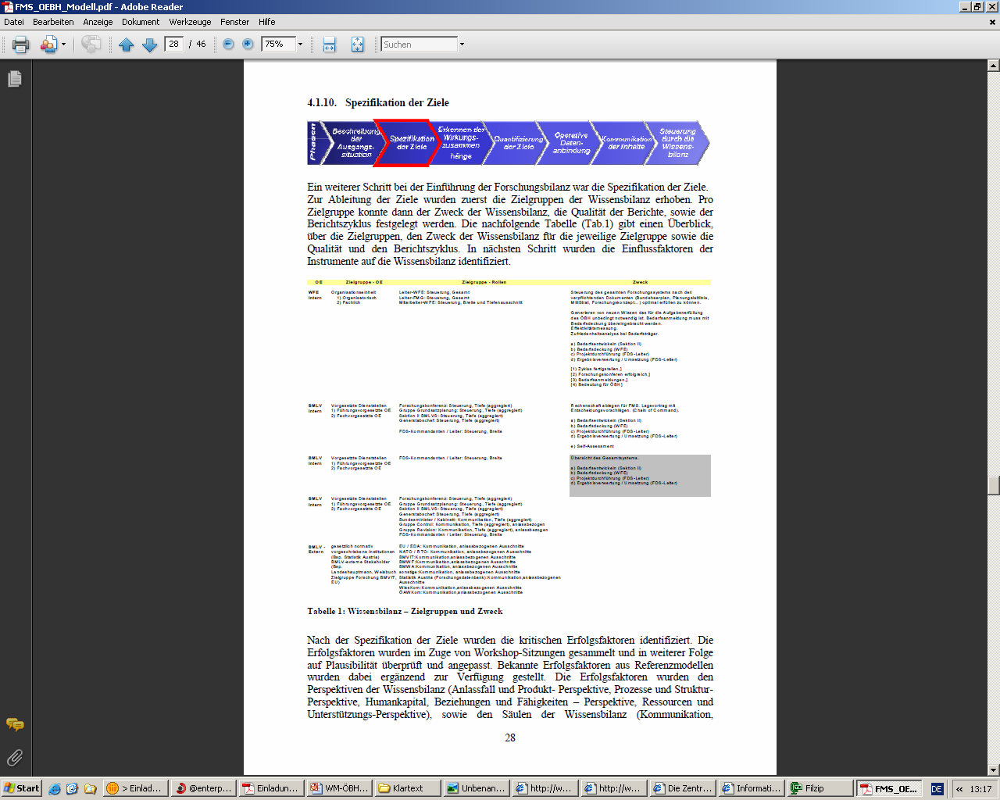 FMS_OEBH_Modell.pdf - Adobe Reader
Datei Bearbeiten Anzeige Dokument Werkzeuge Fenster Hilfe
28 / 46 75% Suchen
4.1.10. Spezifikation der Ziele
Phasen
Beschreibung der Ausgangs-situation
Spezifikation der Ziele
Erkennen der Wirkungs-zusammen hänge
Quantifizierung der Ziele
Operative Daten-anbindung
Kommunikation der Inhalte
Steuerung durch die Wissens-bilanz
Ein weiterer Schritt bei der Einführung der Forschungsbilanz war die Spezifikation der Ziele.
Zur Ableitung der Ziele wurden zuerst die Zielgruppen der Wissensbilanz erhoben. Pro
Zielgruppe konnte dann der Zweck der Wissensbilanz, die Qualität der Berichte, sowie der
Berichtszyklus festgelegt werden. Die nachfolgende Tabelle (Tab.1) gibt einen Überblick,
über die Zielgruppen, den Zweck der Wissensbilanz für die jeweilige Zielgruppe sowie die
Qualität und den Berichtszyklus. In nächsten Schritt wurden die Einflussfaktoren der
Instrumente auf die Wissensbilanz identifiziert.
OE Zielgruppe - OE Zielgruppe - Rollen Zweck
WFE Intern
Organisationseinheit
1) Organisatorisch
2) Fachlich
Leiter-WFE: Steuerung, Gesamt
Leiter-FMG: Steuerung, Gesamt
Mitarbeiter-WFE: Steuerung, Breite und Tiefenausschnitt
Steuerung des gesamten Forschungssystems nach den
verpflichtenden Dokumenten (Bundesheerplan, Planungsleitlinie,
MiltStrat, Forschungskonzept...) optimal erfüllen zu können.
Generieren von neuen Wissen das für die Aufgabenerfüllung
des ÖBH unbedingt notwendig ist. Bedarfsanmeldung muss mit
Bedarfsdeckung übereingebracht werden.
Effektivitätsmessung.
Zufriedenheitsanalyse bei Bedarfsträger.
a) Bedarfsentwickeln (Sektion II)
b) Bedarfsdeckung (WFE)
c) Projektdurchführung (FDS-Leiter)
d) Ergebnisverwertung / Umsetzung (FDS-Leiter)
[1) Zyklus fertigstellen,]
[2) Forschungskonferen erfolgreich,]
[3) Bedarfsanmeldungen,]
[4) Bedeutung für ÖBH]
BMLV Intern
Vorgesetzte Dienststellen
1) Führungsvorgesetzte OE
2) Fachvorgesetzte OE
Forschungskonferenz: Steuerung, Tiefe (aggregiert)
Gruppe Grundsatzplanung: Steuerung, Tiefe (aggregiert)
Sektion II BMLVS: Steuerung, Tiefe (aggregiert)
Generstabschef: Steuerung, Tiefe (aggregiert)
FDS-Kommandanten / Leiter: Steuerung, Breite
Rechenschaft ablegen für FMS. Lagevortrag mit
Entscheidungsvorschlägen. (Chain of Command).
a) Bedarfsentwickeln (Sektion II)
b) Bedarfsdeckung (WFE)
c) Projektdurchführung (FDS-Leiter)
d) Ergebnisverwertung / Umsetzung (FDS-Leiter)
e) Self-Assessment
BMLV Intern
Vorgesetzte Dienststellen
1) Führungsvorgesetzte OE
2) Fachvorgesetzte OE
FDS-Kommandanten / Leiter: Steuerung, Breite
Übersicht des Gesamtsystems.
a) Bedarfsentwickeln (Sektion II)
b) Bedarfsdeckung (WFE)
c) Projektdurchführung (FDS-Leiter)
d) Ergebnisverwertung / Umsetzung (FDS-Leiter)
BMLV Intern
Vorgesetzte Dienststellen
1) Führungsvorgesetzte OE
2) Fachvorgesetzte OE
Forschungskonferenz: Steuerung, Tiefe (aggregiert)
Gruppe Grundsatzplanung: Steuerung, Tiefe (aggregiert)
Sektion II BMLVS: Steuerung, Tiefe (aggregiert)
Generstabschef: Steuerung, Tiefe (aggregiert)
Bundesminister / Kabinett: Kommunikation, Tiefe (aggregiert)
Gruppe Control: Kommunikation, Tiefe (aggregiert), anlassbezogen
Gruppe Revision: Kommunikation, Tiefe (aggregiert), anlassbezogen
FDS-Kommandanten / Leiter: Steuerung, Breite
BMLV - Extern
gesetzlich normativ
vorgeschriebene Institutionen
(Bsp. Statistik Austria)
BMLV-externe Stakeholder
(Bsp.
Landeshauptmann, Weisbuch
Zielgruppe Forschung BMVIT,
EU)
EU / EDA: Kommunikation, anlassbezogenen Ausschnitte
NATO / RTO: Kommunikation, anlassbezogenen Ausschnitte
BMVIT:Kommunikation,anlassbezogenen Ausschnitte
BMWF:Kommunikation,anlassbezogenen Ausschnitte
BMWA:Kommunikation, anlassbezogenen Ausschnitte
sonstige:Kommunikation, anlassbezogenen Ausschnitte
Statistik Austria (Forschungsdatenbank):Kommunikation,anlassbezogen
Ausschnitte
WissKom:Kommunikation,anlassbezogenen Ausschnitte
ÖAWKom:Kommunikation,anlassbezogenen Ausschnitte
Tabelle 1: Wissensbilanz – Zielgruppen und Zweck
Nach der Spezifikation der Ziele wurden die kritischen Erfolgsfaktoren identifiziert. Die
Erfolgsfaktoren wurden im Zuge von Workshop-Sitzungen gesammelt und in weiterer Folge
auf Plausibilität überprüft und angepasst. Bekannte Erfolgsfaktoren aus Referenzmodellen
wurden dabei ergänzend zur Verfügung gestellt. Die Erfolgsfaktoren wurden den
Perspektiven der Wissensbilanz (Anlassfall und Produkt- Perspektive, Prozesse und Struktur-
Perspektive, Humankapital, Beziehungen und Fähigkeiten – Perspektive, Ressourcen und
Unterstützungs-Perspektive), sowie den Säulen der Wissensbilanz (Kommunikation,
28
Start > Einlad... @enterp... Einladun... WM-ÖBH... Klartext Unbenan... http://w... http://w... Die Zentr... Informati... Filzip FMS_OE... DE « 13:17